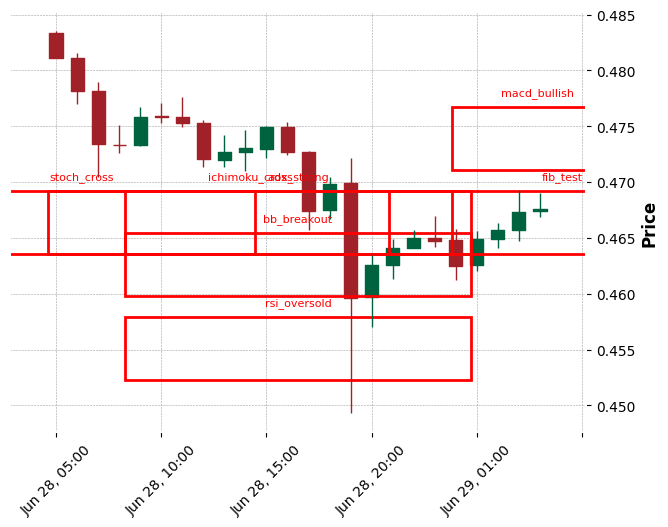 0.485
0.480
macd_bullish
0.475
stoch_cross
ichimoku_cross
adx_strong
fib_test
0.470
bb_breakout
Price
0.465
0.460
rsi_oversold
0.455
0.450
Jun 28, 05:00
Jun 28, 10:00
Jun 28, 15:00
Jun 28, 20:00
Jun 29, 01:00